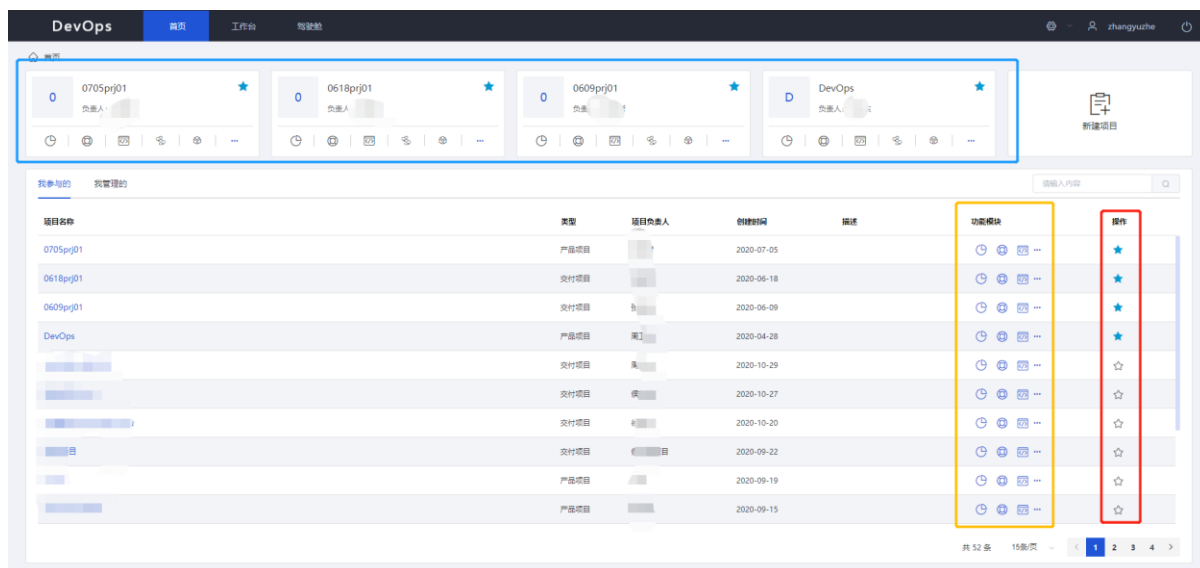 DevOps 首页 工作台 驾驶舱 zhangyuzhe
首页
0 0705prj01 0 0618prj01 0 0609prj01 D DevOps
负责人: 负责人 负责 负责人:
新建项目
我参与的 我管理的 请输入内容
项目名称 类型 项目负责人 创建时间 描述 功能模块 操作
0705prj01 产品项目 2020-07-05
0618prj01 交付项目 2020-06-18
0609prj01 交付项目 2020-06-09
DevOps 产品项目 2020-04-28
交付项目 2020-10-29
交付项目 2020-10-27
交付项目 2020-10-20
目 交付项目 目 2020-09-22
产品项目 2020-09-19
产品项目 2020-09-15
共 52 条 15条/页 < 1 2 3 4 >